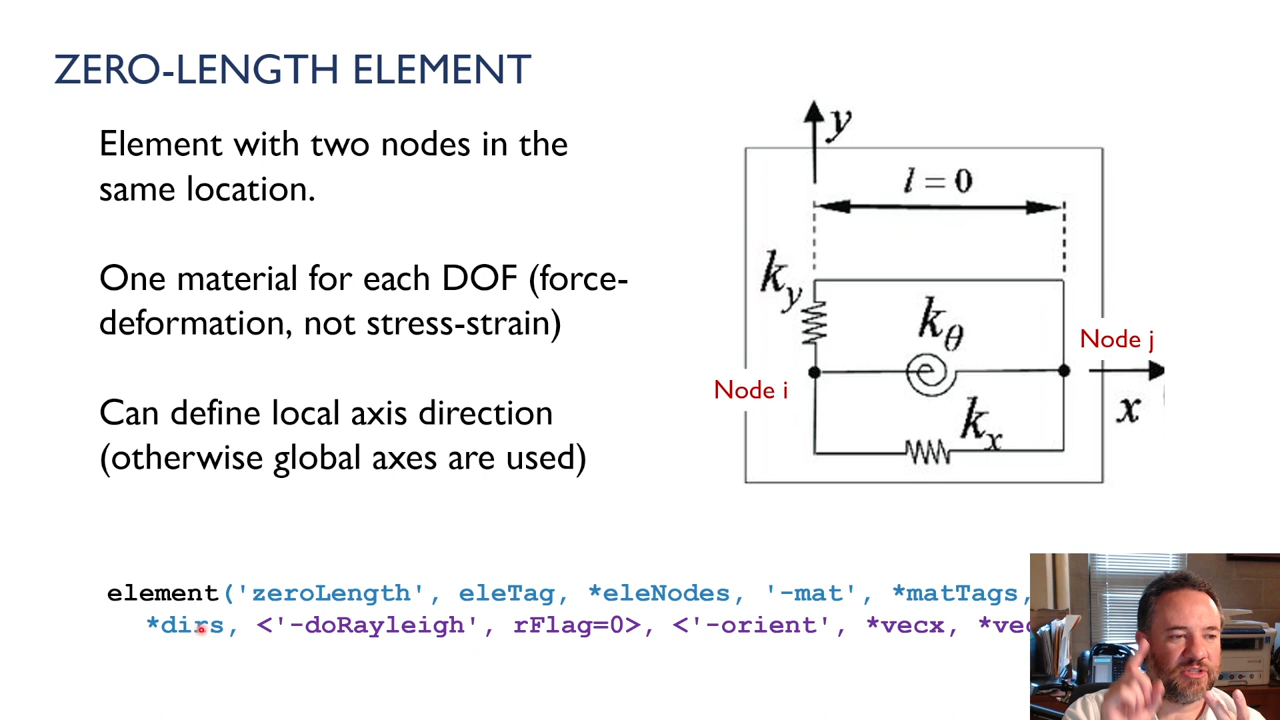 ZERO-LENGTH ELEMENT
Element with two nodes in the
same location.
One material for each DOF (force-
deformation, not stress-strain)
Can define local axis direction
(otherwise global axes are used)
y
l = 0
k_y
k_θ
Node j
Node i
k_x
x
element('zeroLength', eleTag, *eleNodes, '-mat', *matTags,
*dirs, <'-doRayleigh', rFlag=0>, <'-orient', *vecx,